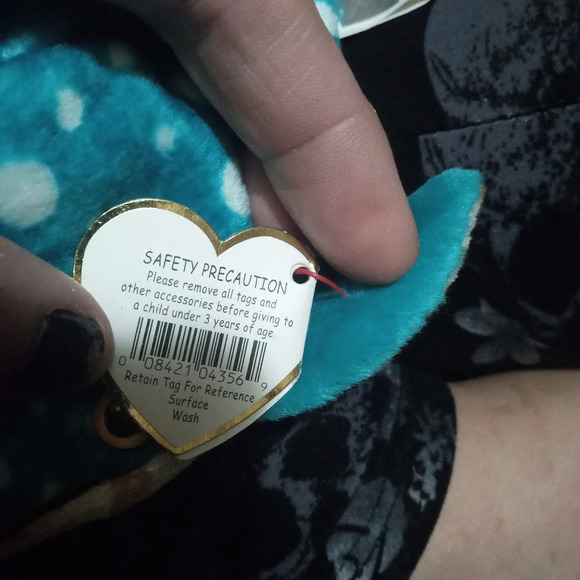 SAFETY PRECAUTION
Please remove all tags and
other accessories before giving to
a child under 3 years of age.
0 08421 04356 9
Retain Tag For Reference
Surface
Wash